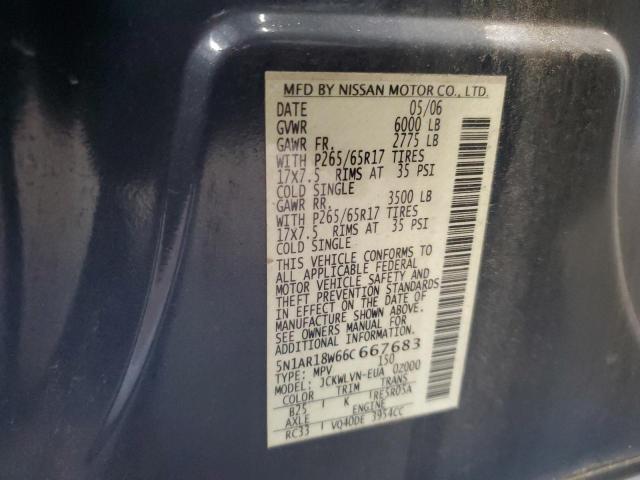 MFD BY NISSAN MOTOR CO., LTD.
DATE 05/06
GVWR 6000 LB
GAWR FR. 2775 LB
WITH P265/65R17 TIRES
17X7.5 RIMS AT 35 PSI
COLD SINGLE
GAWR RR. 3500 LB
WITH P265/65R17 TIRES
17X7.5 RIMS AT 35 PSI
COLD SINGLE
THIS VEHICLE CONFORMS TO
ALL APPLICABLE FEDERAL
MOTOR VEHICLE SAFETY AND
THEFT PREVENTION STANDARDS
IN EFFECT ON THE DATE OF
MANUFACTURE SHOWN ABOVE.
SEE OWNERS MANUAL FOR
ADDITIONAL INFORMATION
5N1AR18W66C667683
TYPE: MPV 150
MODEL: JCKWLVN-EUA 02000
COLOR TRIM TRANS
B25 K RE5R05A
AXLE ENGINE
RC33 VQ40DE 3954CC